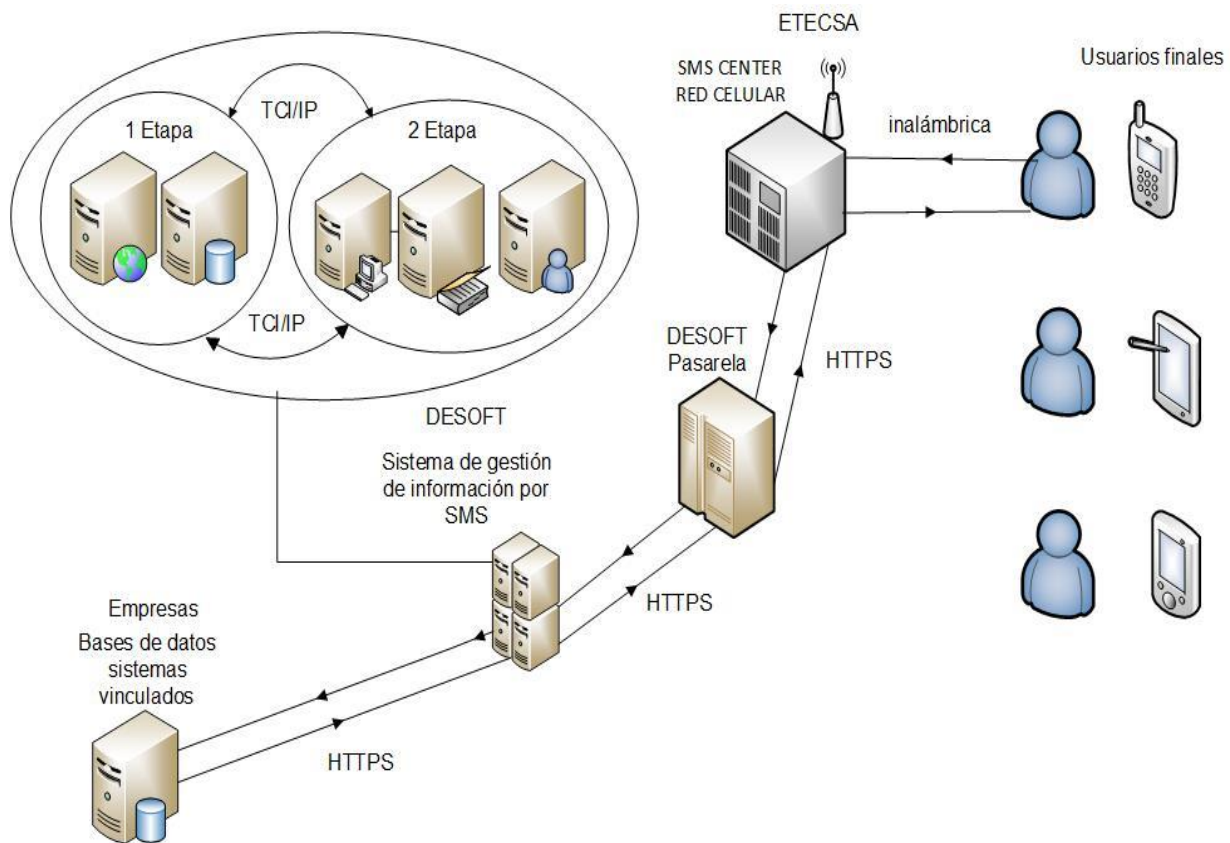 ETECSA
SMS CENTER
RED CELULAR
Usuarios finales
TCI/IP
1 Etapa
2 Etapa
inalámbrica
TCI/IP
DESOFT
Pasarela
HTTPS
DESOFT
Sistema de gestión
de información por
SMS
HTTPS
Empresas
Bases de datos
sistemas
vinculados
HTTPS